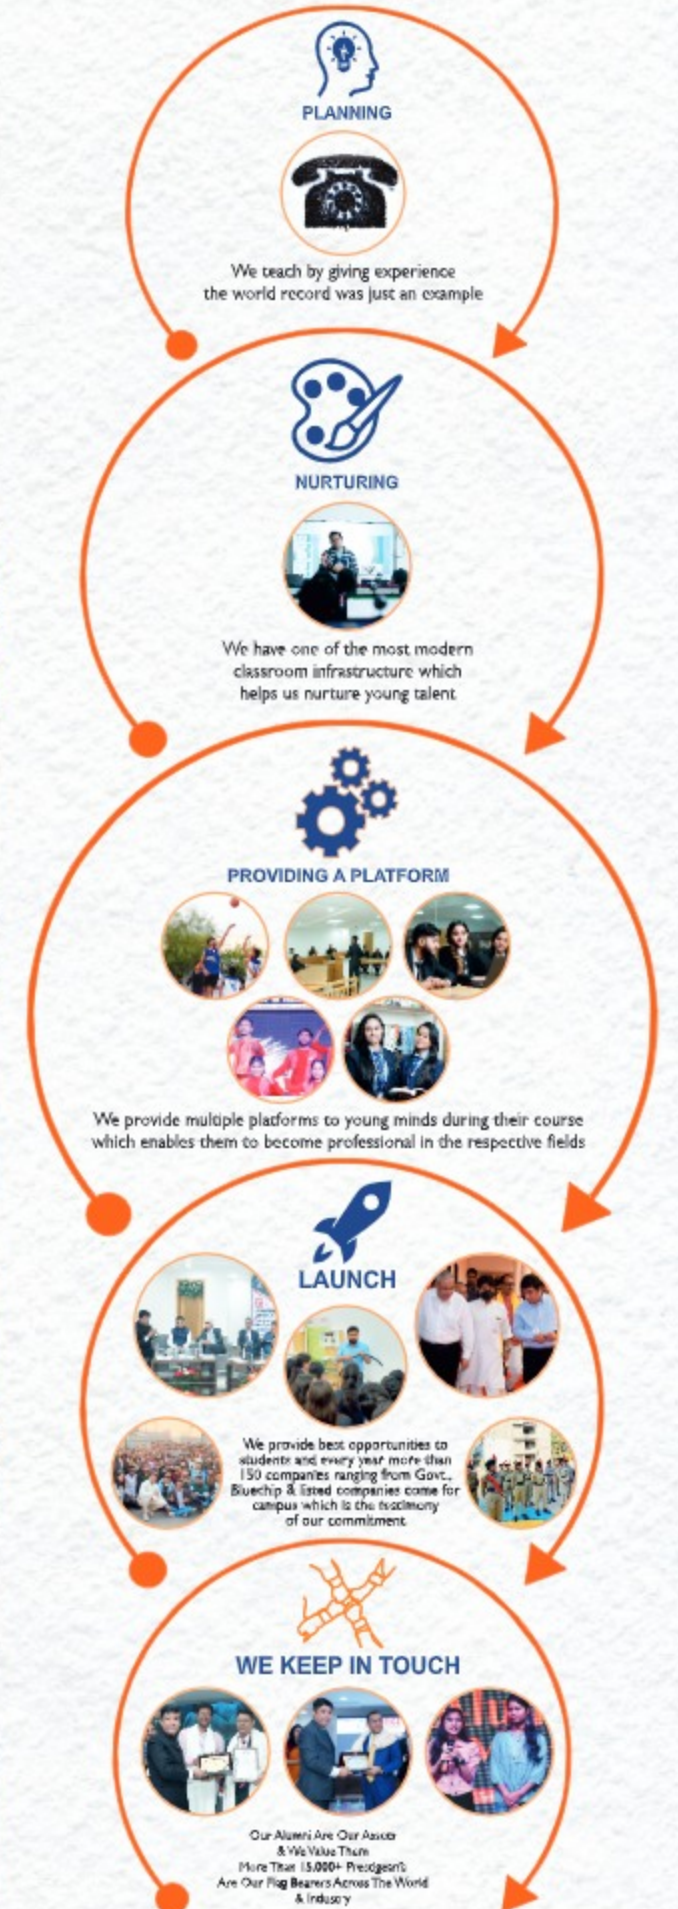 PLANNING
We teach by giving experience
the world record was just an example
NURTURING
We have one of the most modern
classroom infrastructure which
helps us nurture young talent
PROVIDING A PLATFORM
We provide multiple platforms to young minds during their course
which enables them to become professional in the respective fields
LAUNCH
We provide best opportunities to
students and every year more than
150 companies ranging from Govt.,
Bluechip & listed companies come for
campus which is the testimony
of our commitment
WE KEEP IN TOUCH
Our Alumni Are Our Assets
& We Value Them
More Than 15,000+
Are Our Flag Bearers Across The World
& Industry